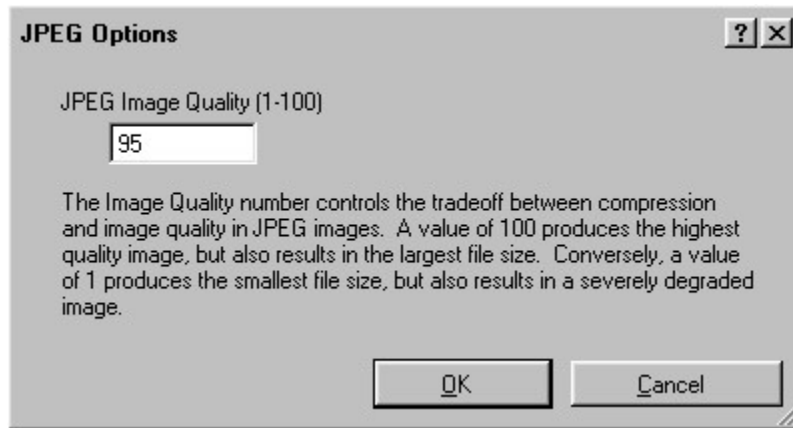 JPEG Options
? X
JPEG Image Quality (1-100)
95
The Image Quality number controls the tradeoff between compression
and image quality in JPEG images.  A value of 100 produces the highest
quality image, but also results in the largest file size.  Conversely, a value
of 1 produces the smallest file size, but also results in a severely degraded
image.
OK Cancel